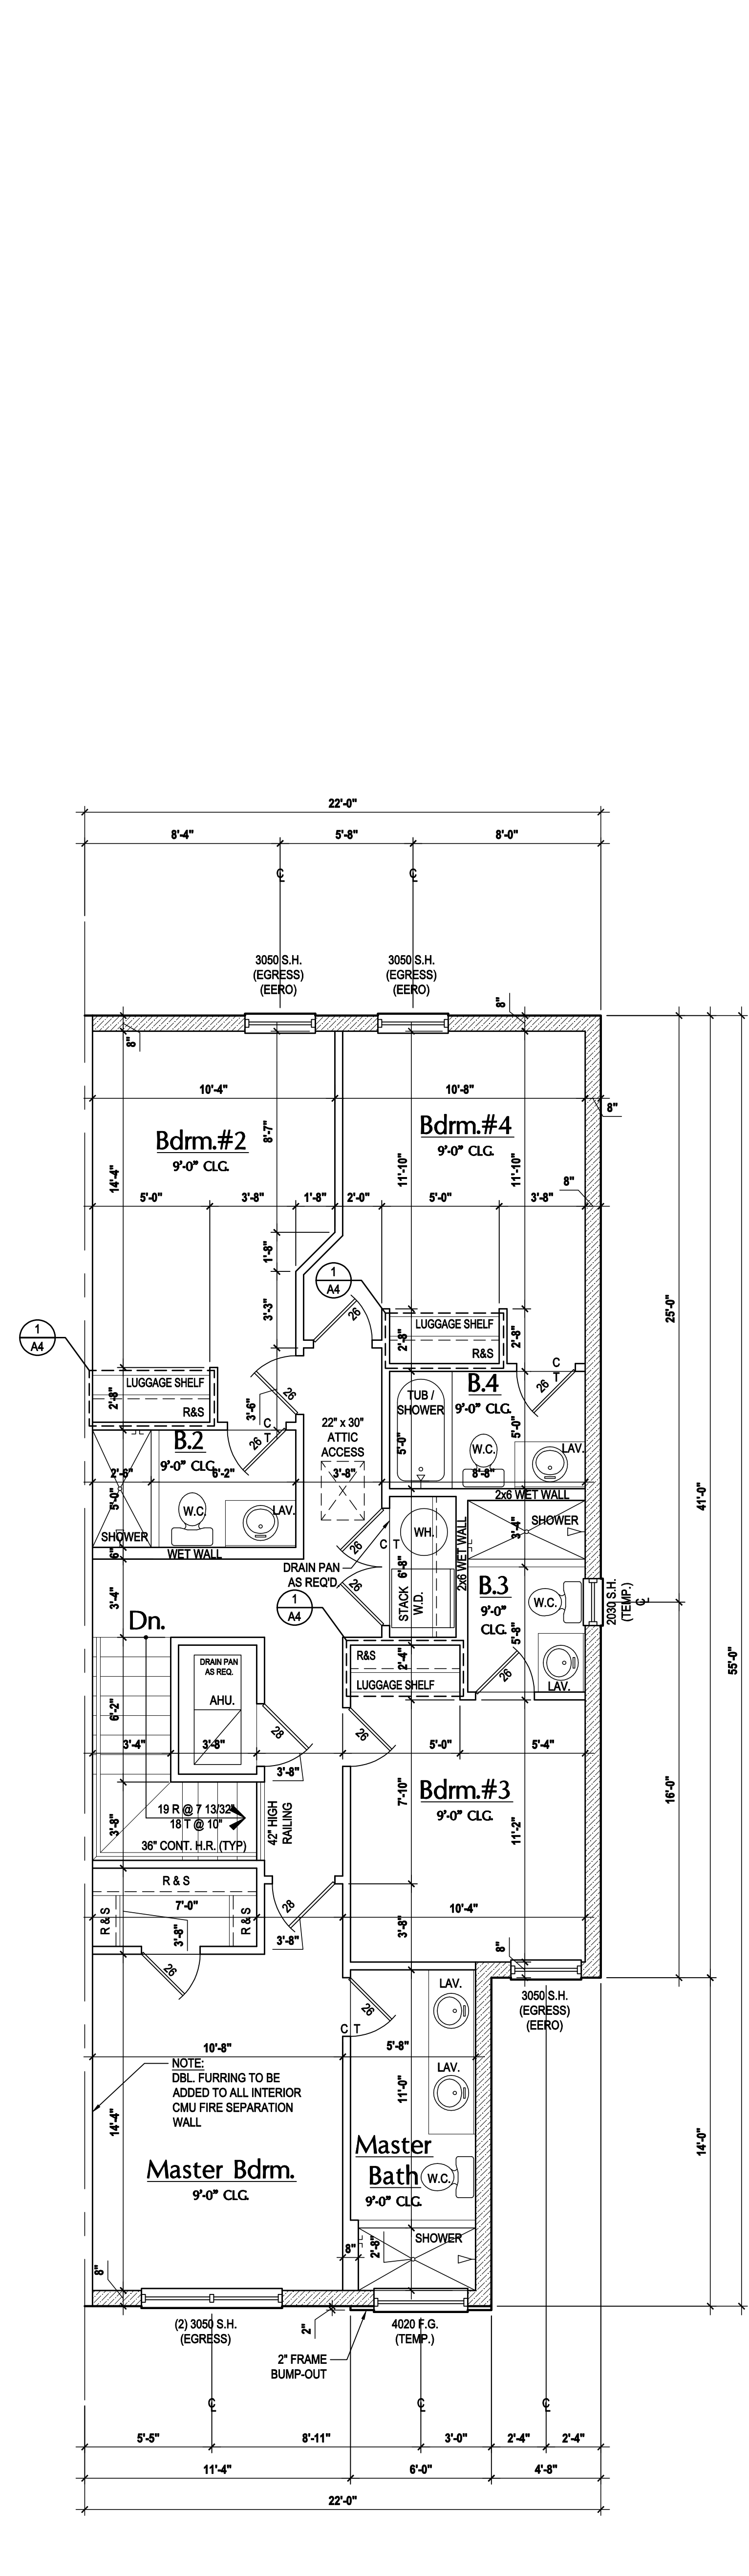 22'-0"
8'-4"
5'-8"
8'-0"
℄
℄
3050 S.H.
(EGRESS)
(EERO)
3050 S.H.
(EGRESS)
(EERO)
8"
8"
10'-4"
10'-8"
8"
Bdrm.#2
9'-0" CLG.
8'-7"
Bdrm.#4
9'-0" CLG.
14'-4"
11'-10"
11'-10"
8"
5'-0"
3'-8"
1'-8"
2'-0"
5'-0"
3'-8"
1'-8"
1
A4
3'-3"
26
25'-0"
1
A4
LUGGAGE SHELF
R&S
2'-8"
2'-8"
LUGGAGE SHELF
R&S
2'-8"
26
3'-6"
C
T
26
C
T
26
B.4
9'-0" CLG.
TUB /
SHOWER
5'-0"
5'-0"
W.C.
LAV.
8'-8"
2x6 WET WALL
22" x 30"
ATTIC
ACCESS
3'-8"
B.2
9'-0" CLG.
2'-6"
6'-2"
5'-0"
W.C.
LAV.
SHOWER
WET WALL
6"
41'-0"
3'-4"
SHOWER
WH.
C T
26
26
6'-8"
2x6 WET WALL
DRAIN PAN
AS REQ'D.
STACK
W.D.
B.3
9'-0"
CLG.
W.C.
5'-8"
LAV.
26
2030 S.H.
(TEMP.)
℄
3'-4"
Dn.
1
A4
R&S
2'-4"
LUGGAGE SHELF
DRAIN PAN
AS REQ.
AHU.
55'-0"
6'-2"
28
26
3'-4"
3'-8"
3'-8"
5'-0"
5'-4"
Bdrm.#3
9'-0" CLG.
7'-10"
11'-2"
16'-0"
19 R @ 7 13/32"
18 T @ 10"
36" CONT. H.R. (TYP)
3'-8"
42" HIGH
RAILING
R & S
R & S
R & S
7'-0"
3'-8"
28
3'-8"
10'-4"
3'-8"
8"
26
3050 S.H.
(EGRESS)
(EERO)
26
C T
LAV.
LAV.
10'-8"
5'-8"
11'-0"
NOTE:
DBL. FURRING TO BE
ADDED TO ALL INTERIOR
CMU FIRE SEPARATION
WALL
14'-4"
14'-0"
Master Bdrm.
9'-0" CLG.
Master
Bath
9'-0" CLG.
W.C.
SHOWER
8"
2'-8"
8"
(2) 3050 S.H.
(EGRESS)
2"
4020 F.G.
(TEMP.)
2" FRAME
BUMP-OUT
℄
℄
℄
5'-5"
8'-11"
3'-0"
2'-4"
2'-4"
11'-4"
6'-0"
4'-8"
22'-0"